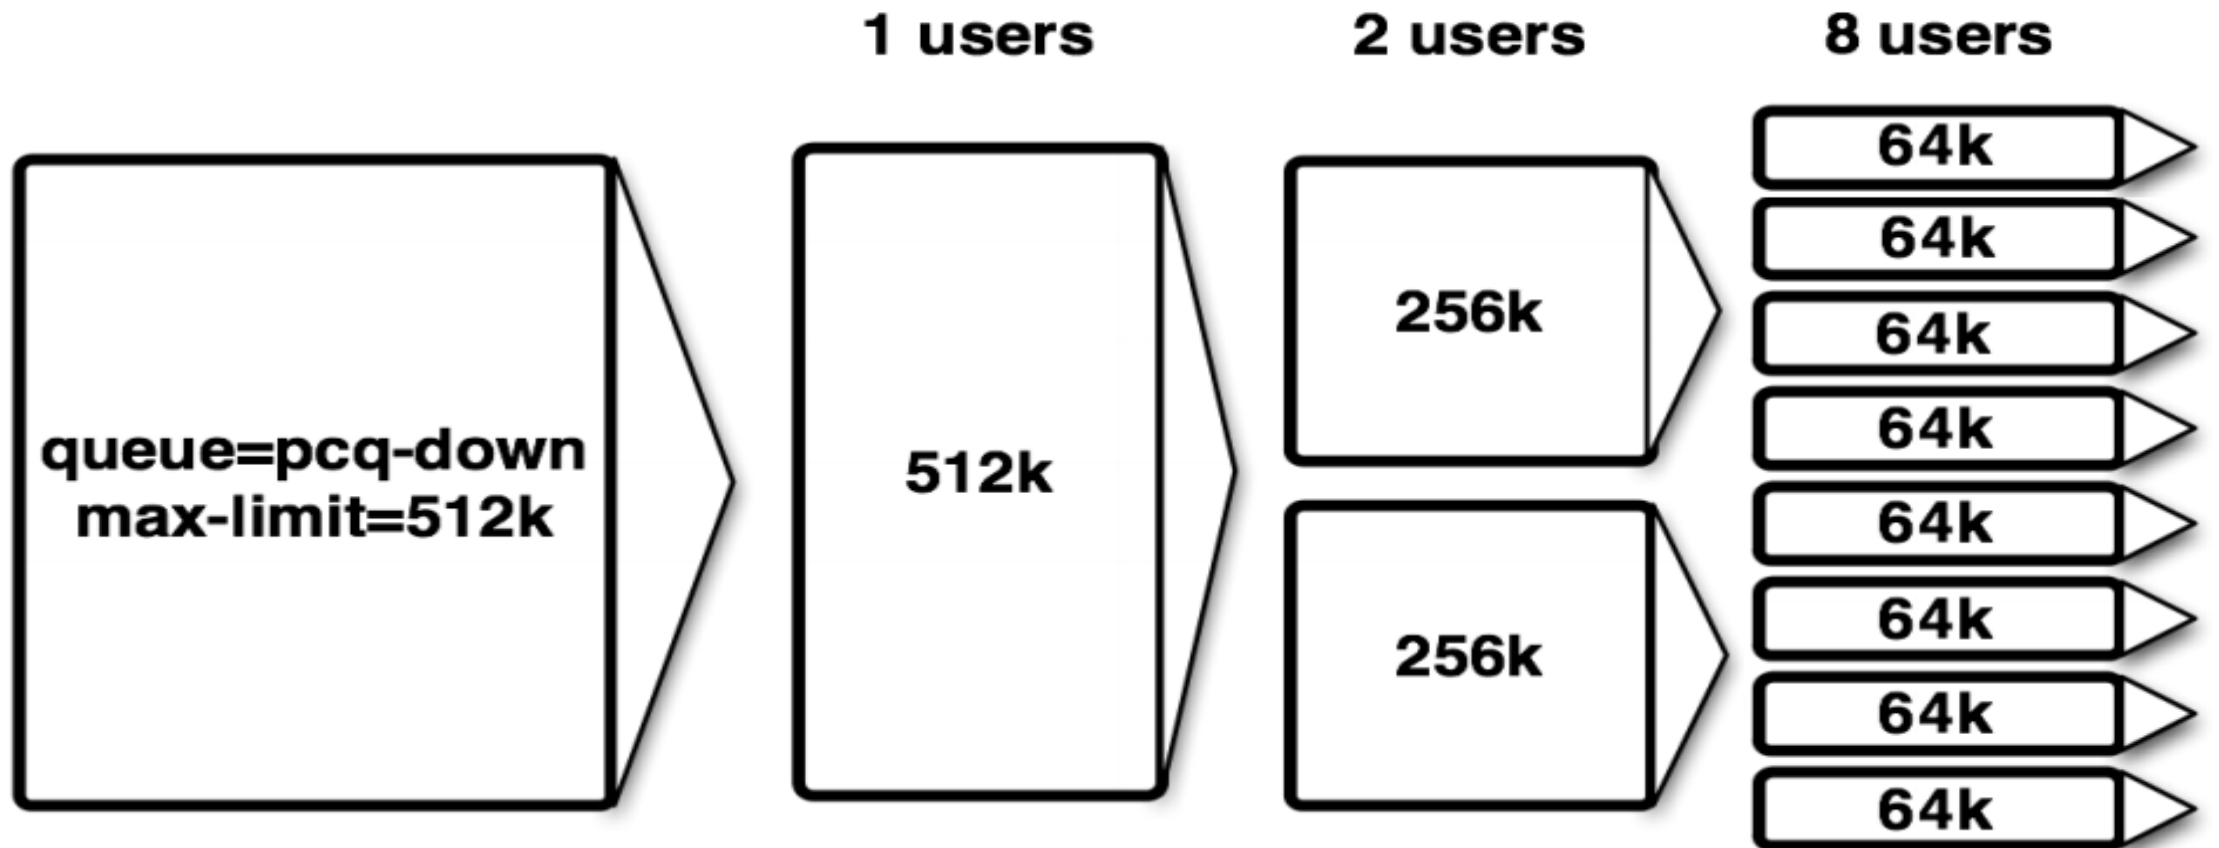 1 users
2 users
8 users
queue=pcq-down
max-limit=512k
512k
256k
256k
64k
64k
64k
64k
64k
64k
64k
64k